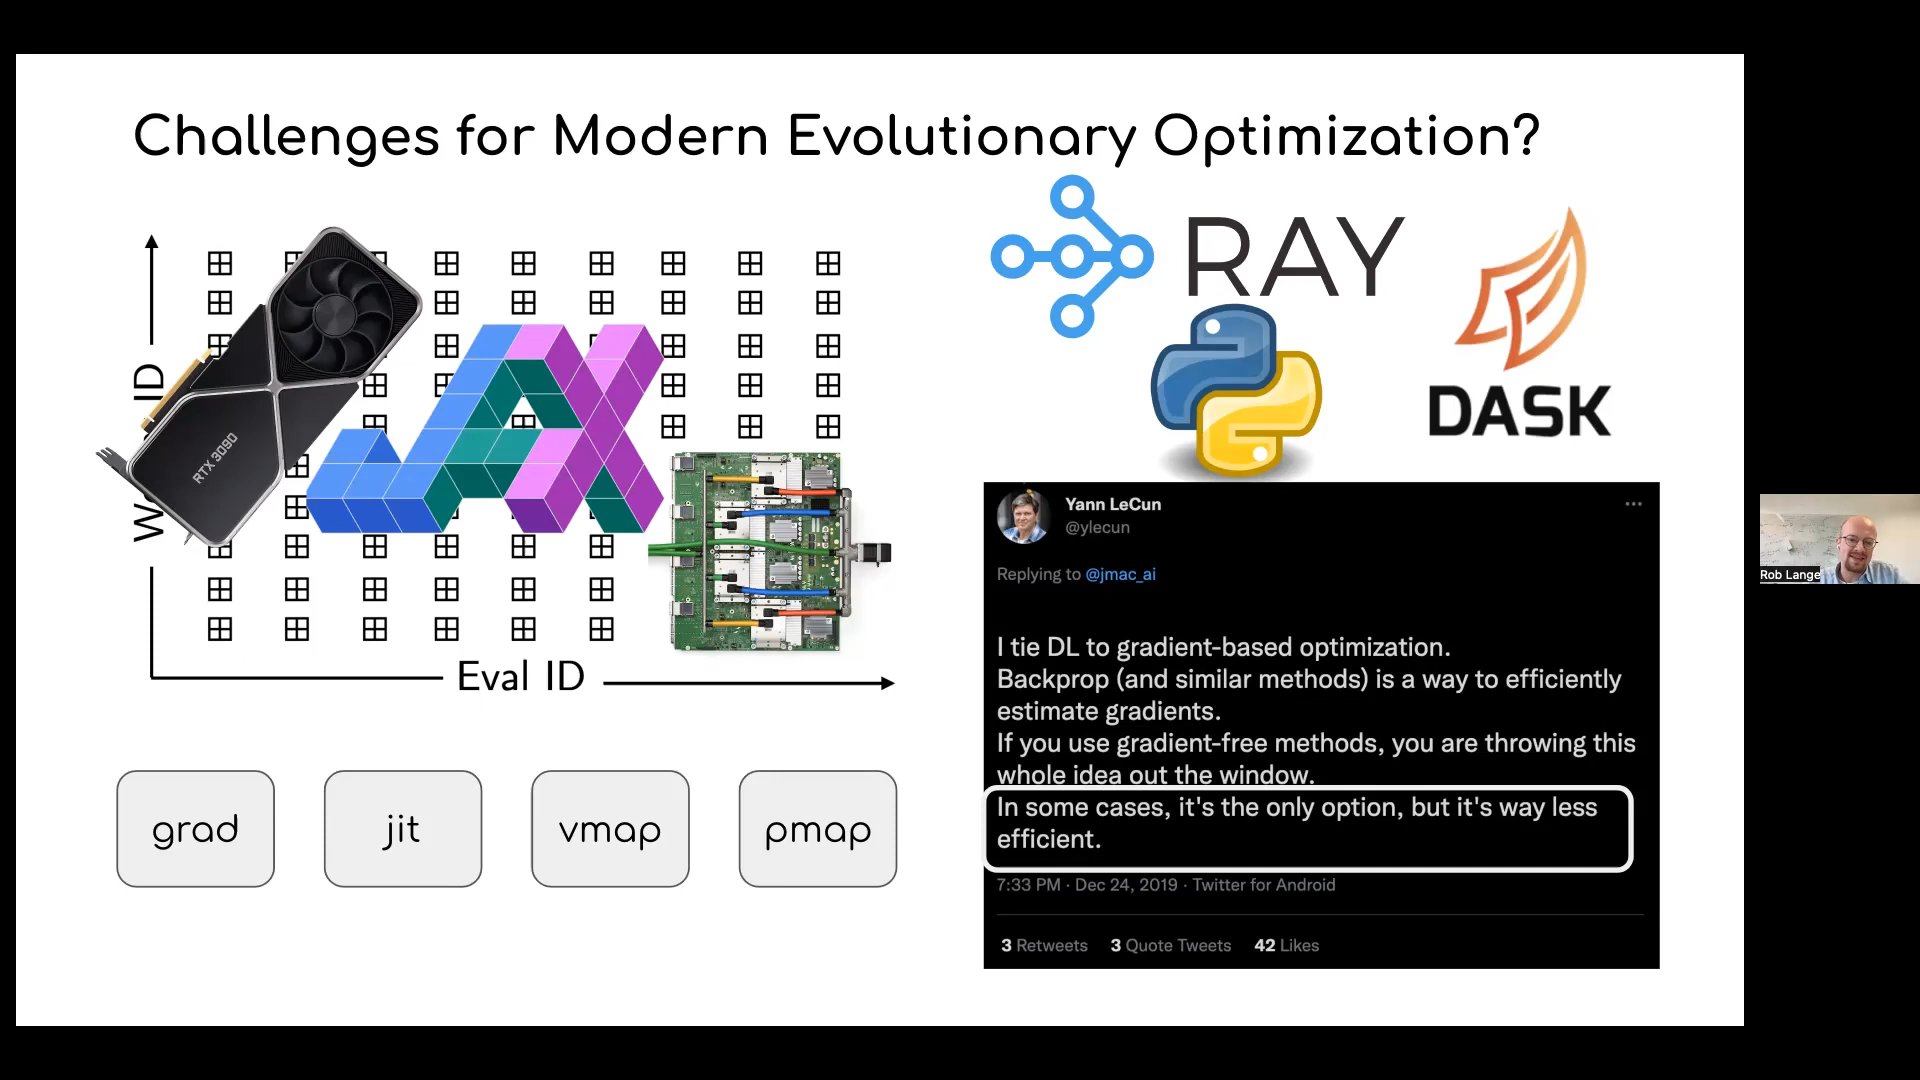 Challenges for Modern Evolutionary Optimization?
RAY
DASK
ID
W
RTX 3090
JAX
Eval ID
grad
jit
vmap
pmap
Yann LeCun
@ylecun
Replying to @jmac_ai
I tie DL to gradient-based optimization.
Backprop (and similar methods) is a way to efficiently
estimate gradients.
If you use gradient-free methods, you are throwing this
whole idea out the window.
In some cases, it's the only option, but it's way less
efficient.
7:33 PM · Dec 24, 2019 · Twitter for Android
3 Retweets 3 Quote Tweets 42 Likes
Rob Lange